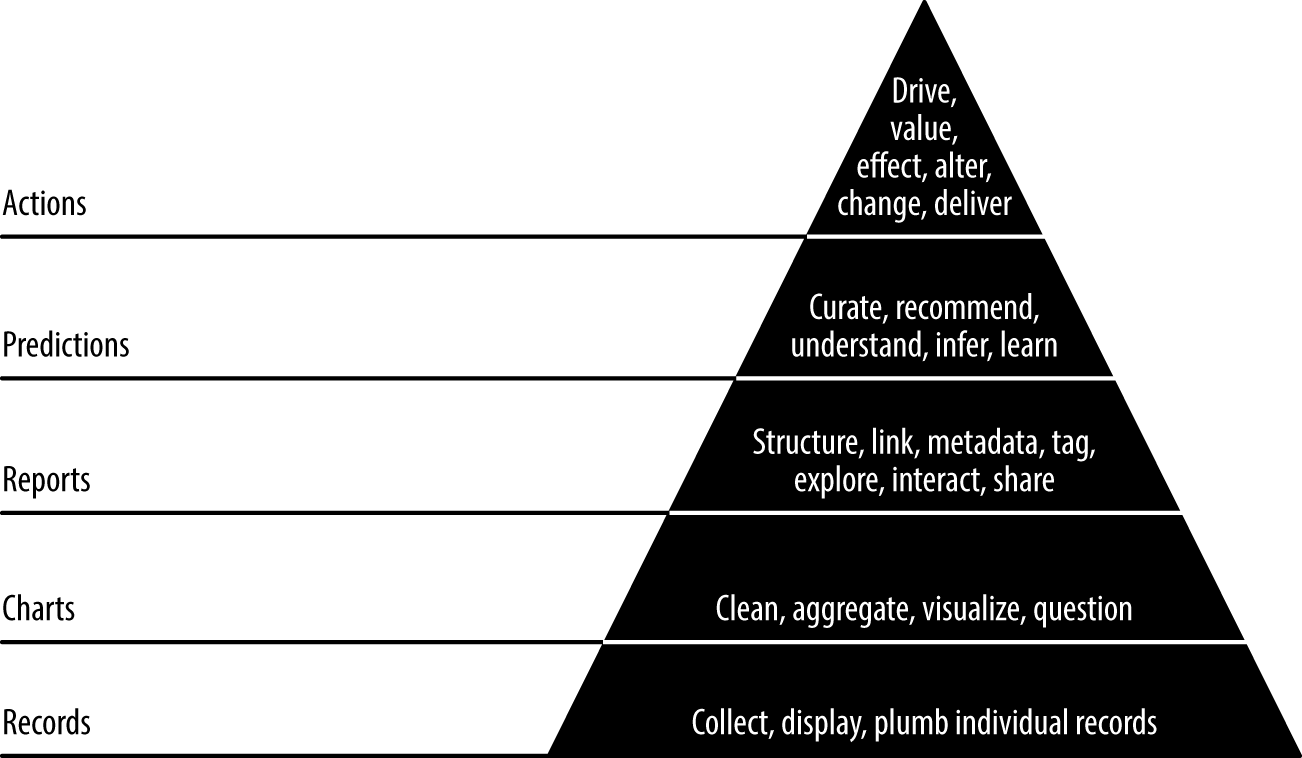 Drive,
value,
effect, alter,
Actions
change, deliver
Curate, recommend,
Predictions
understand, infer, learn
Structure, link, metadata, tag,
Reports
explore, interact, share
Charts
Clean, aggregate, visualize, question
Records
Collect, display, plumb individual records